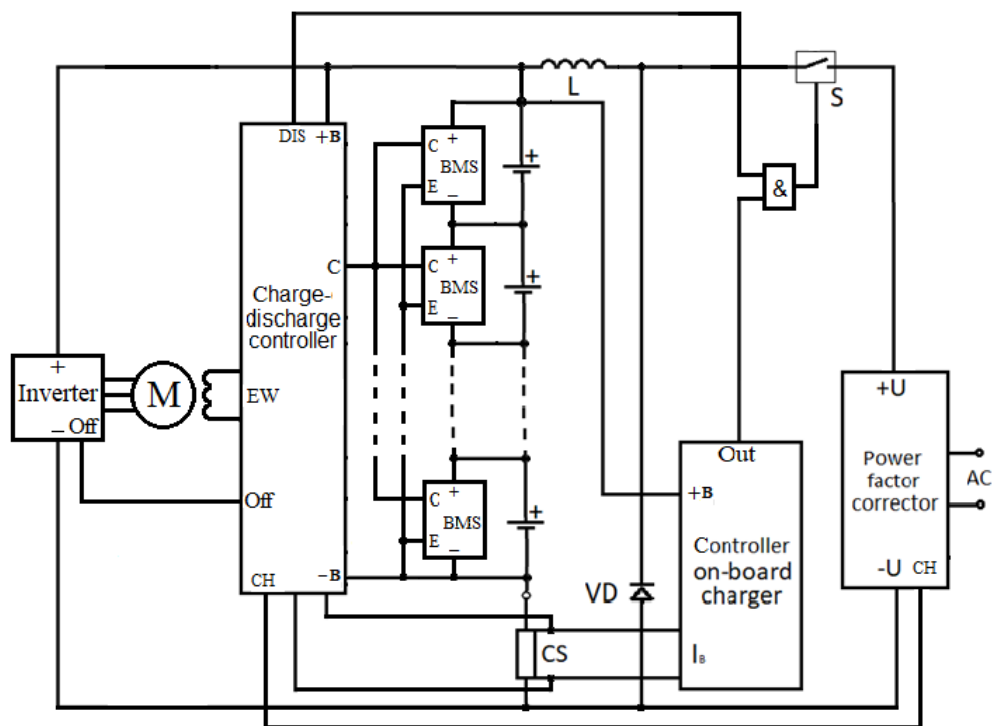 L
S
DIS +B
C + BMS
E –
+
&
C
C + BMS
E –
+
Charge-
discharge
controller
+
Inverter
– Off
M
EW
+U
Power
factor
corrector
AC
-U CH
Out
+B
Controller
on-board
charger
I B
Off
C + BMS
E –
+
CH
–B
VD
CS